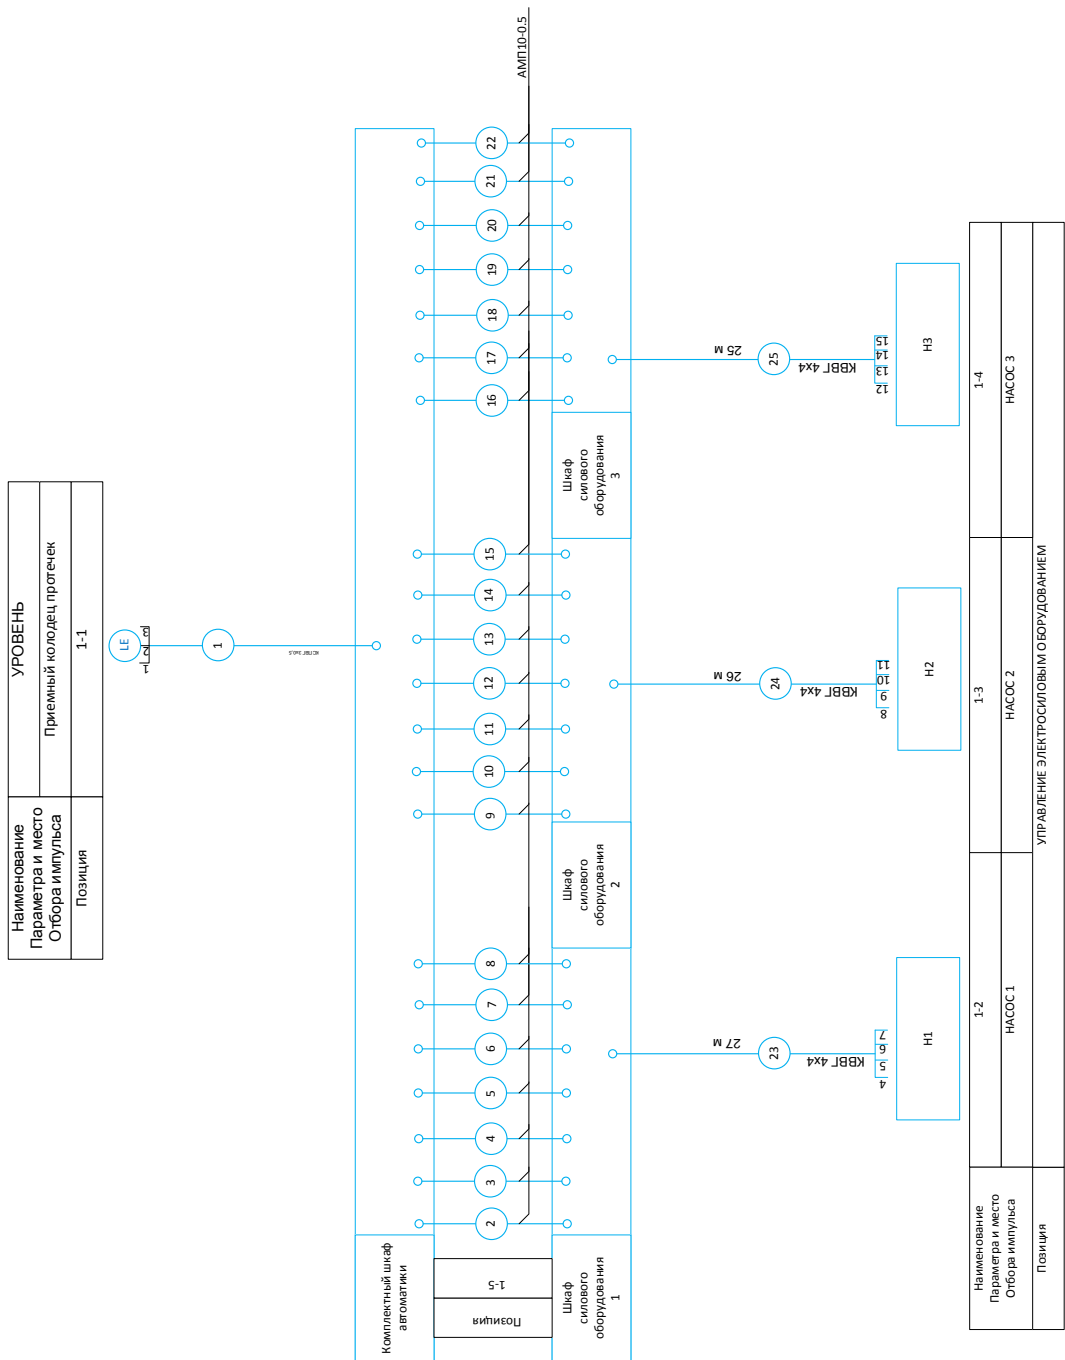 УРОВЕНЬ
Приемный колодец протечек
1-1
Наименование
Параметра и место
Отбора импульса
Позиция
LE
1
2
3
1
Комплектный шкаф
автоматики
АМП10-0.5
2
3
4
5
6
7
8
9
10
11
12
13
14
15
16
17
18
19
20
21
22
Позиция
1-5
Шкаф
силового
оборудования
1
Шкаф
силового
оборудования
2
Шкаф
силового
оборудования
3
27 м
23
КВВГ 4х4
4
5
6
7
Н1
26 м
24
КВВГ 4х4
8
9
10
11
Н2
25 м
25
КВВГ 4х4
12
13
14
15
Н3
Наименование
Параметра и место
Отбора импульса
1-2
1-3
1-4
НАСОС 1
НАСОС 2
НАСОС 3
Позиция
УПРАВЛЕНИЕ ЭЛЕКТРОСИЛОВЫМ ОБОРУДОВАНИЕМ